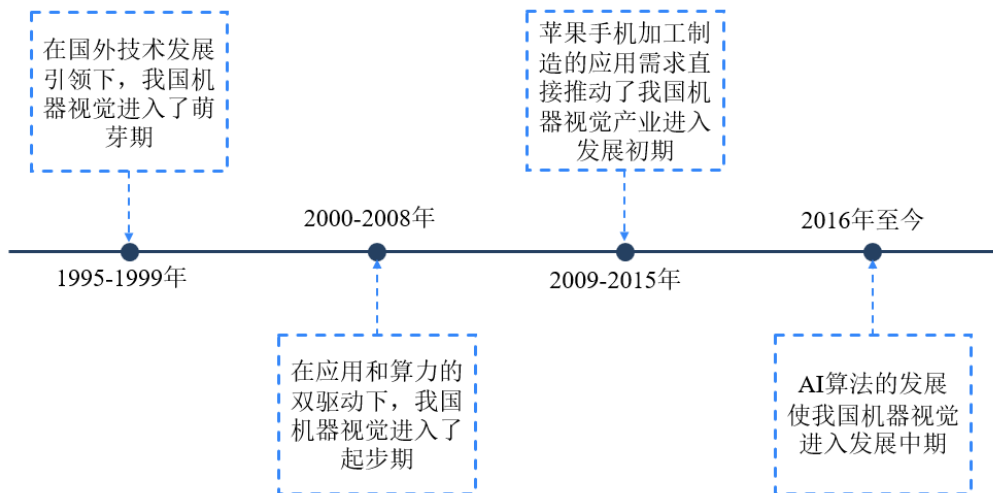 在国外技术发展
引领下，我国机
器视觉进入了萌
芽期
1995-1999年
2000-2008年
在应用和算力的
双驱动下，我国
机器视觉进入了
起步期
苹果手机加工制
造的应用需求直
接推动了我国机
器视觉产业进入
发展初期
2009-2015年
2016年至今
AI算法的发展
使我国机器视觉
进入发展中期